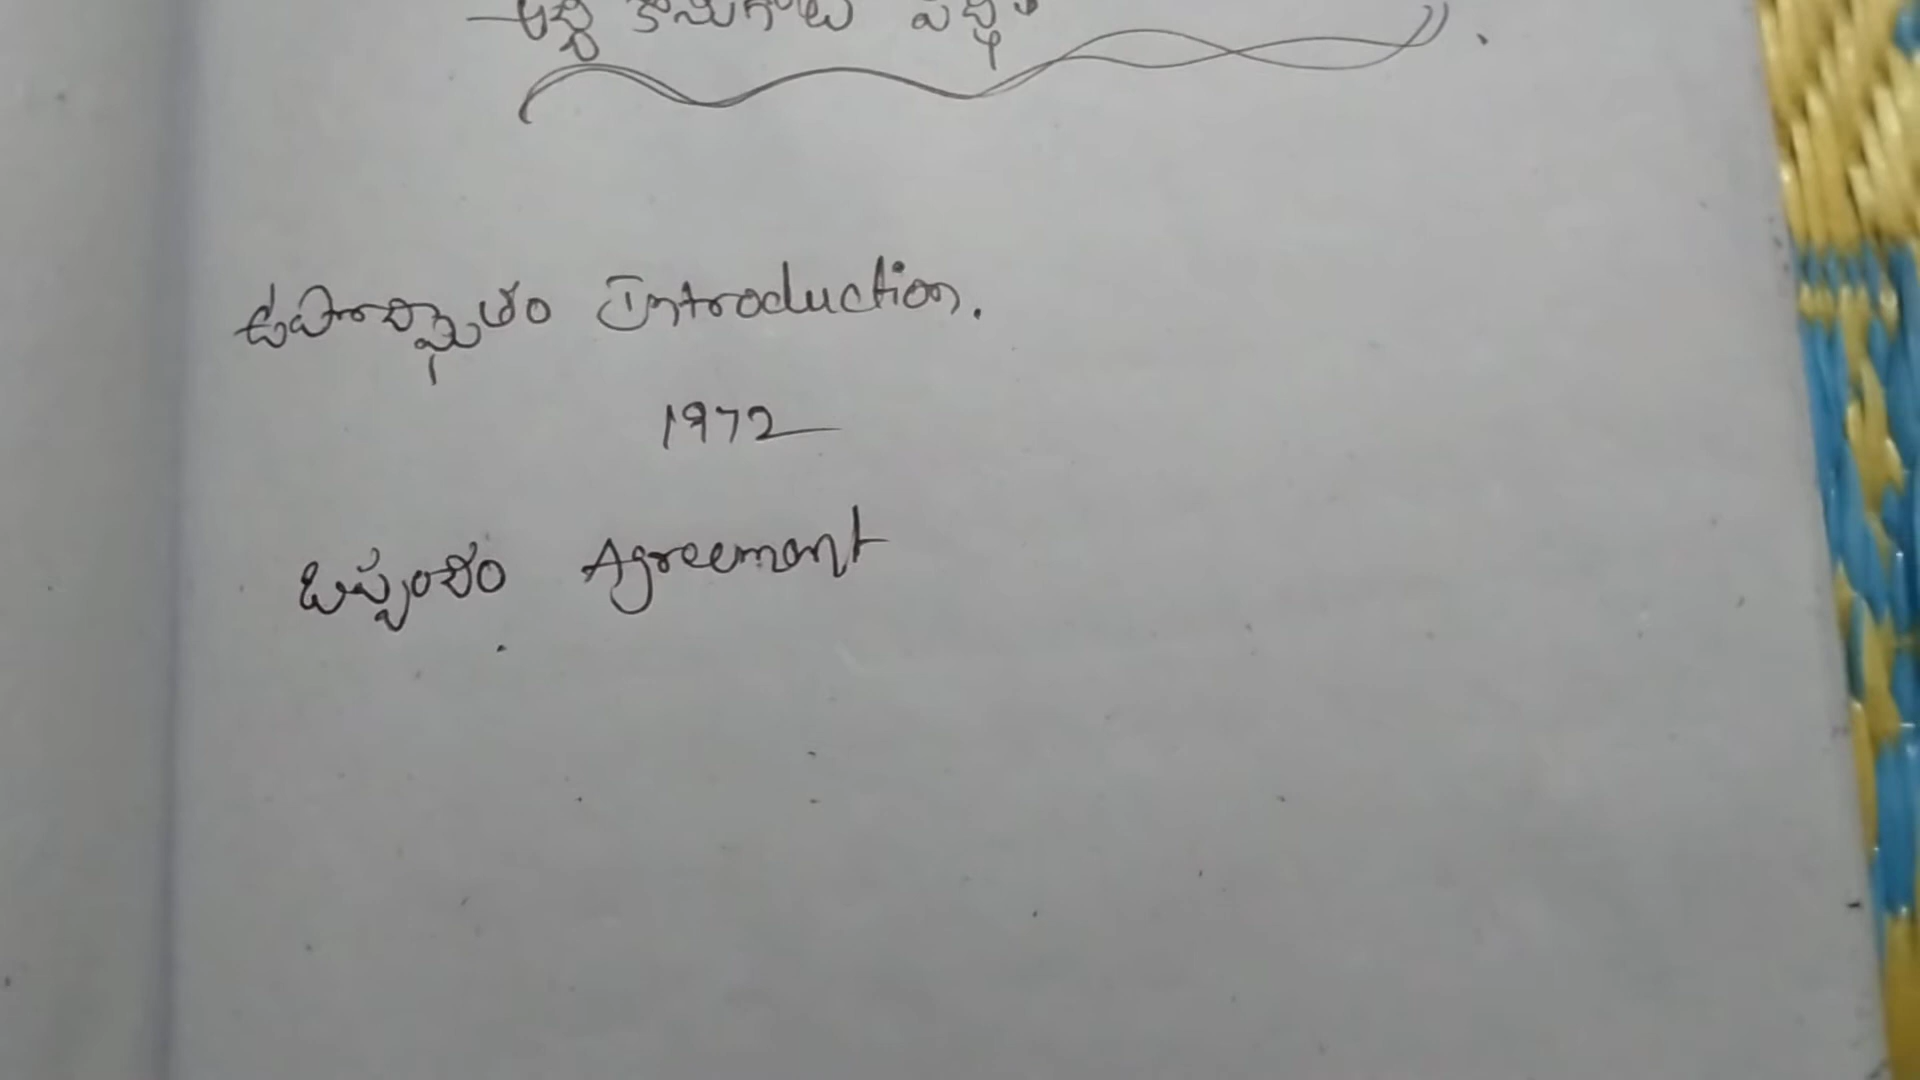 కొనుగోలు
ఉపోద్ఘాతం Introduction.
1972
ఒప్పందం Agreement